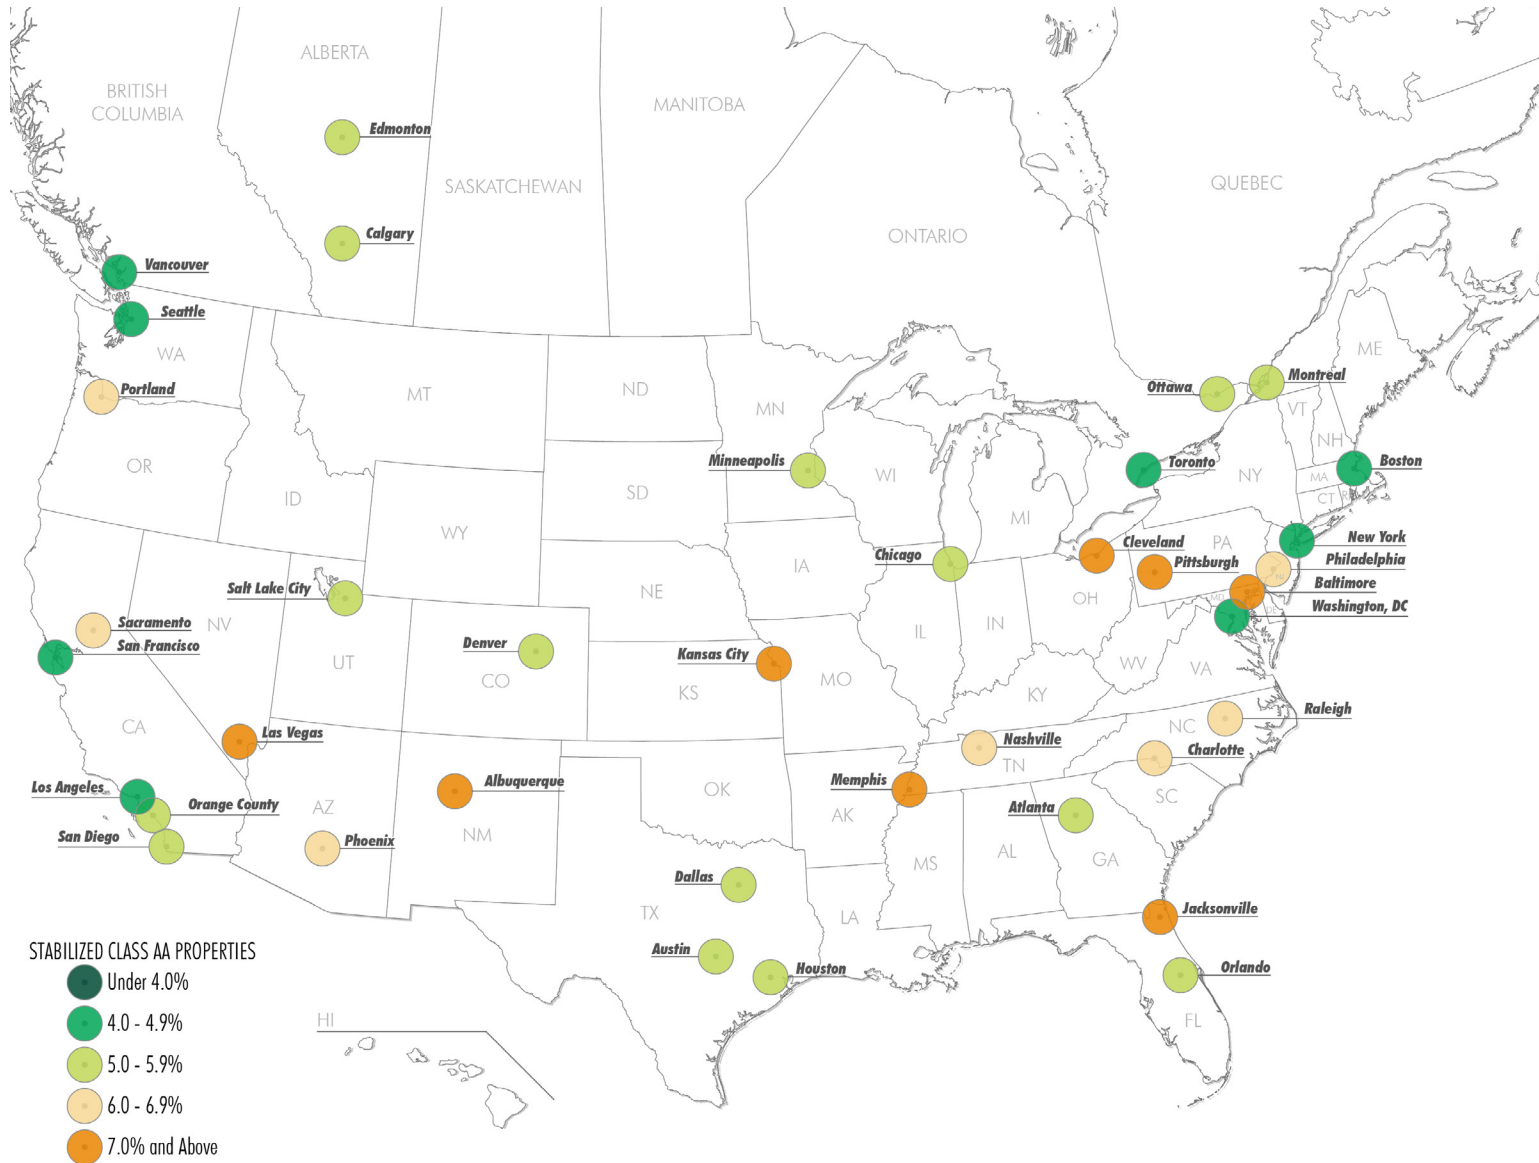 ALBERTA
BRITISH
COLUMBIA
MANITOBA
Edmonton
SASKATCHEWAN
QUEBEC
ONTARIO
Calgary
Vancouver
Seattle
WA
ME
Portland
MT
ND
MN
Ottawa
Montreal
VT
NH
OR
ID
SD
Minneapolis
WI
Toronto
NY
Boston
MA
CT
WY
MI
IA
Chicago
Cleveland
PA
New York
Pittsburgh
Philadelphia
NJ
Baltimore
Salt Lake City
NE
OH
MD
DE
Washington, DC
Sacramento
NV
San Francisco
Denver
UT
CO
Kansas City
KS
MO
IL
IN
WV
VA
KY
CA
Las Vegas
Nashville
TN
NC
Raleigh
Charlotte
Los Angeles
Orange County
San Diego
AZ
Phoenix
Albuquerque
NM
OK
Memphis
AK
Atlanta
SC
MS
AL
GA
Dallas
TX
LA
Jacksonville
Austin
Houston
Orlando
FL
HI
STABILIZED CLASS AA PROPERTIES
Under 4.0%
4.0 - 4.9%
5.0 - 5.9%
6.0 - 6.9%
7.0% and Above